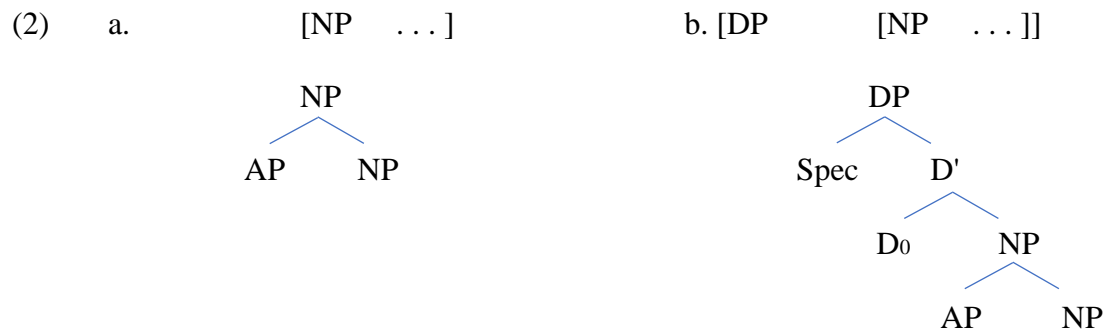 (2) a. [NP ...] b. [DP [NP ...]]
NP DP
AP NP Spec D'
D0 NP
AP NP